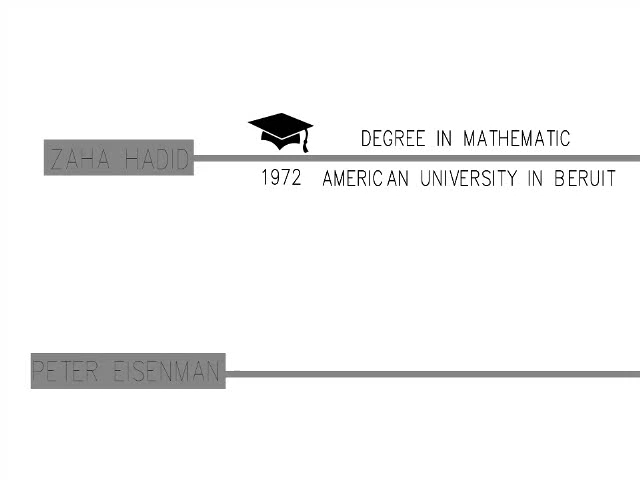 DEGREE IN MATHEMATIC
ZAHA HADID
1972 AMERICAN UNIVERSITY IN BERUIT
PETER EISENMAN